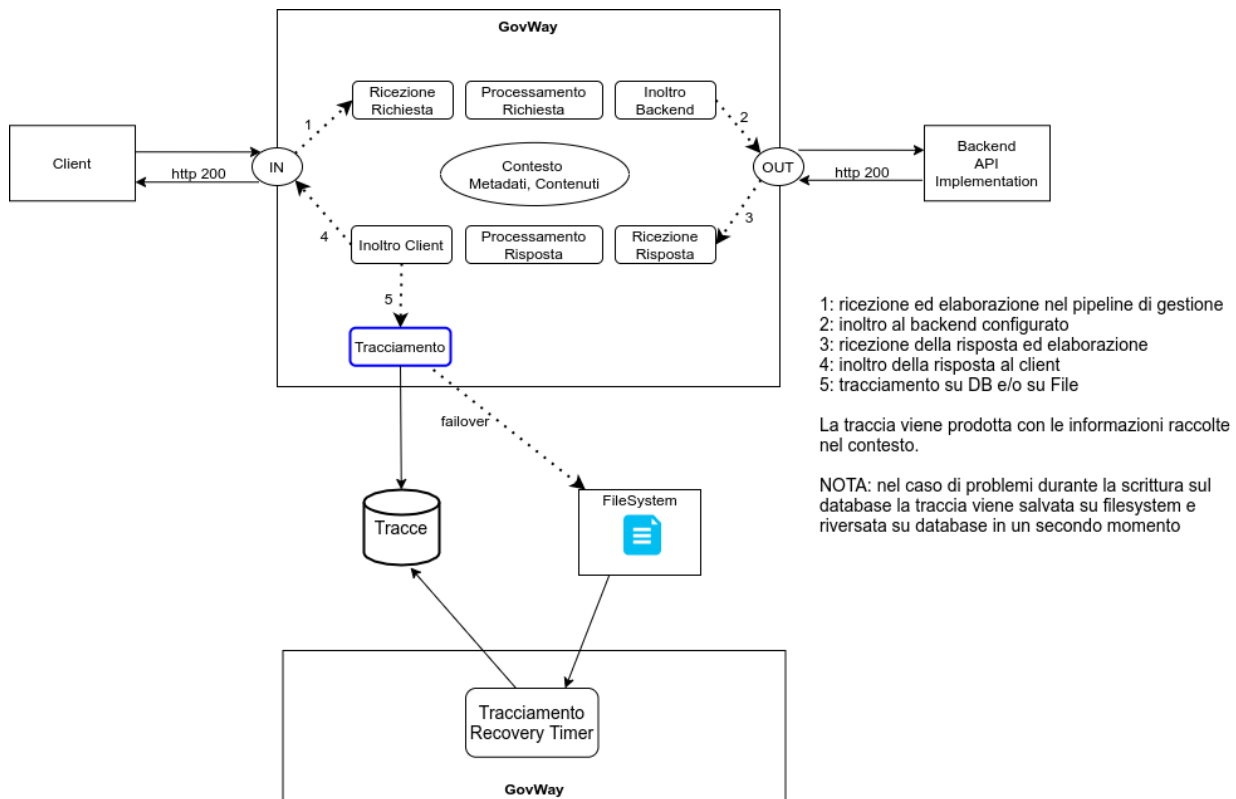 GovWay
Ricezione
Richiesta
Processamento
Richiesta
Inoltro
Backend
1
2
Client
http 200
IN
Contesto
Metadati, Contenuti
OUT
http 200
Backend
API
Implementation
4
3
Inoltro Client
Processamento
Risposta
Ricezione
Risposta
5
Tracciamento
1: ricezione ed elaborazione nel pipeline di gestione
2: inoltro al backend configurato
3: ricezione della risposta ed elaborazione
4: inoltro della risposta al client
5: tracciamento su DB e/o su File
La traccia viene prodotta con le informazioni raccolte
nel contesto.
NOTA: nel caso di problemi durante la scrittura sul
database la traccia viene salvata su filesystem e
riversata su database in un secondo momento
failover
FileSystem
Tracce
Tracciamento
Recovery Timer
GovWay